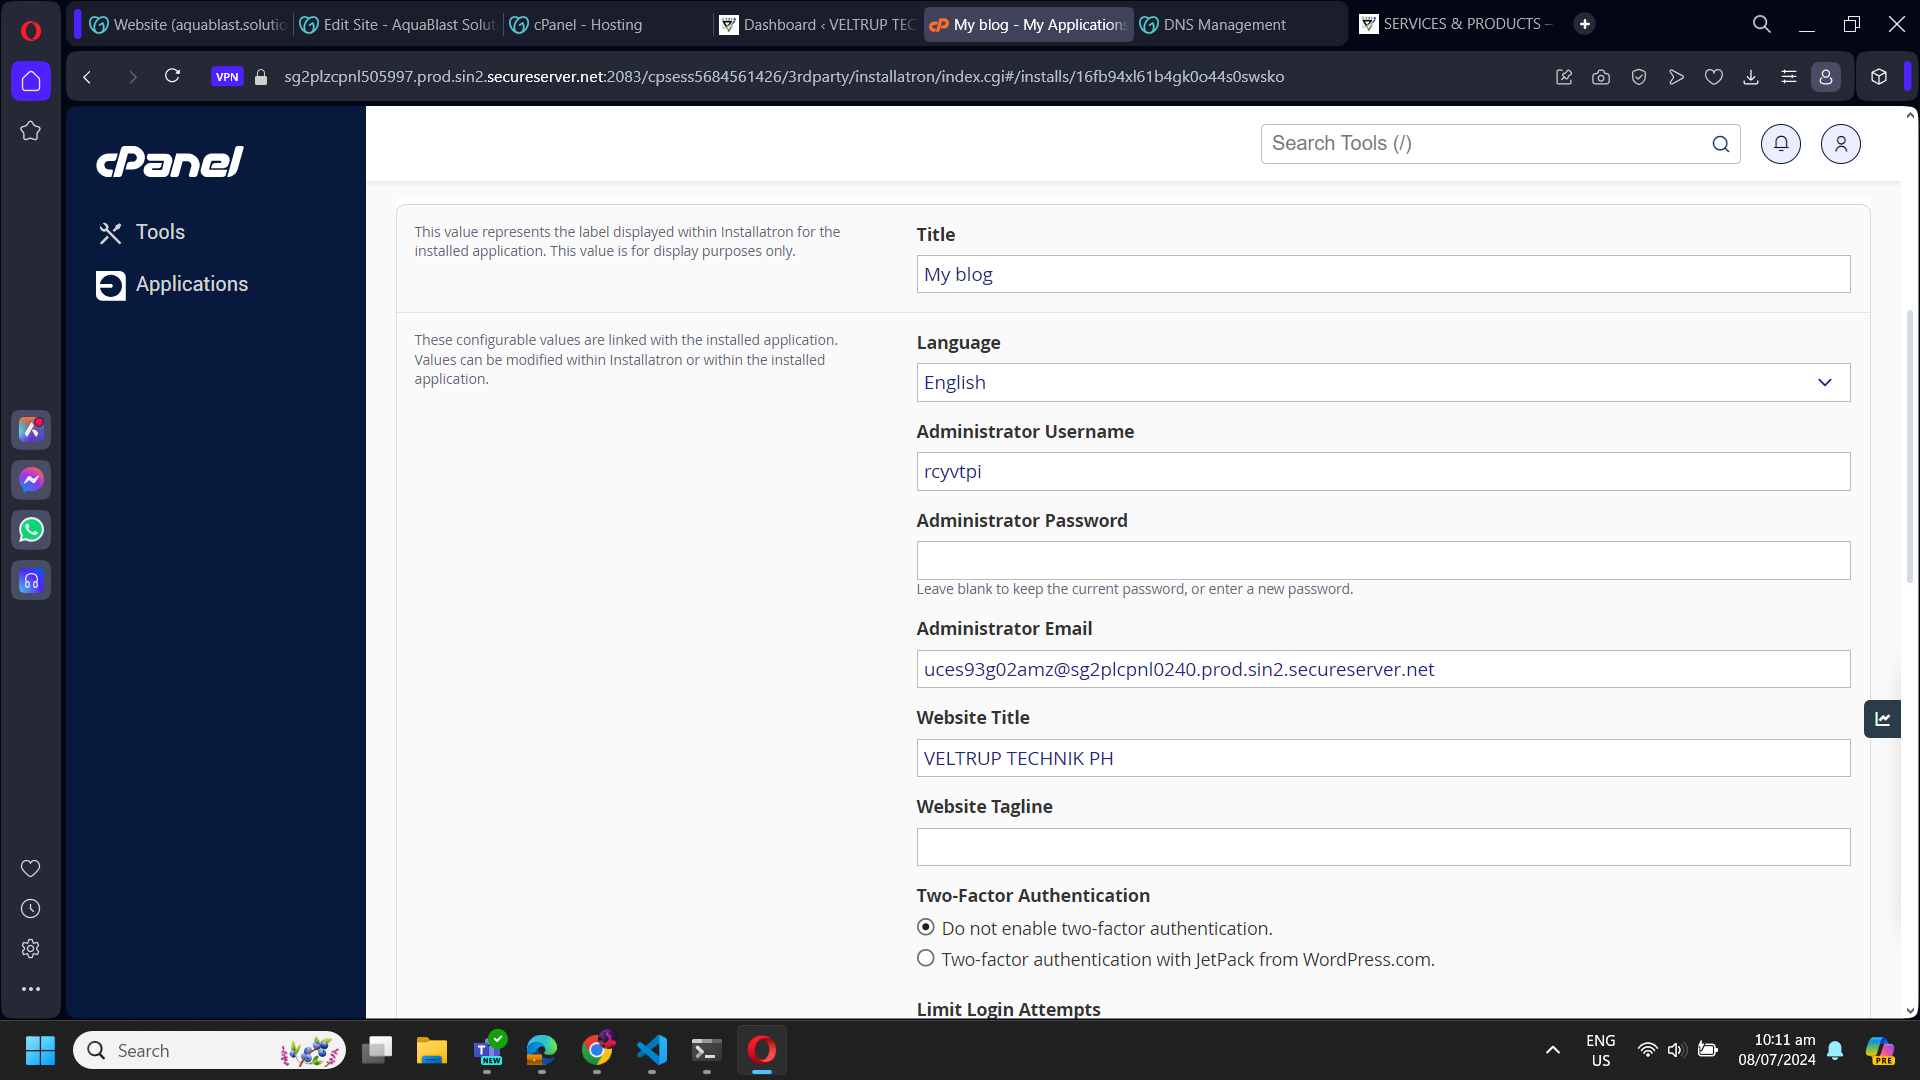 Website (aquablast.solutio
Edit Site - AquaBlast Solut
cPanel - Hosting
Dashboard ‹ VELTRUP TEC
My blog - My Applications
DNS Management
SERVICES & PRODUCTS –
VPN
sg2plzcpnl505997.prod.sin2.secureserver.net:2083/cpsess5684561426/3rdparty/installatron/index.cgi#/installs/16fb94xl61b4gk0o44s0swsko
cPanel
Search Tools (/)
Tools
Applications
This value represents the label displayed within Installatron for the
installed application. This value is for display purposes only.
Title
My blog
These configurable values are linked with the installed application.
Values can be modified within Installatron or within the installed
application.
Language
English
Administrator Username
rcyvtpi
Administrator Password
Leave blank to keep the current password, or enter a new password.
Administrator Email
uces93g02amz@sg2plcpnl0240.prod.sin2.secureserver.net
Website Title
VELTRUP TECHNIK PH
Website Tagline
Two-Factor Authentication
Do not enable two-factor authentication.
Two-factor authentication with JetPack from WordPress.com.
Limit Login Attempts
Search
NEW
ENG
US
10:11 am
08/07/2024
PRE